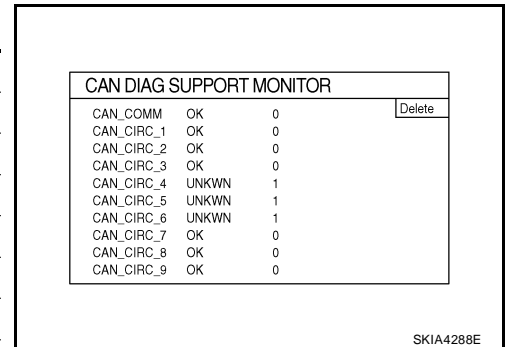 CAN DIAG SUPPORT MONITOR
Delete
CAN_COMM OK 0
CAN_CIRC_1 OK 0
CAN_CIRC_2 OK 0
CAN_CIRC_3 OK 0
CAN_CIRC_4 UNKWN 1
CAN_CIRC_5 UNKWN 1
CAN_CIRC_6 UNKWN 1
CAN_CIRC_7 OK 0
CAN_CIRC_8 OK 0
CAN_CIRC_9 OK 0
SKIA4288E